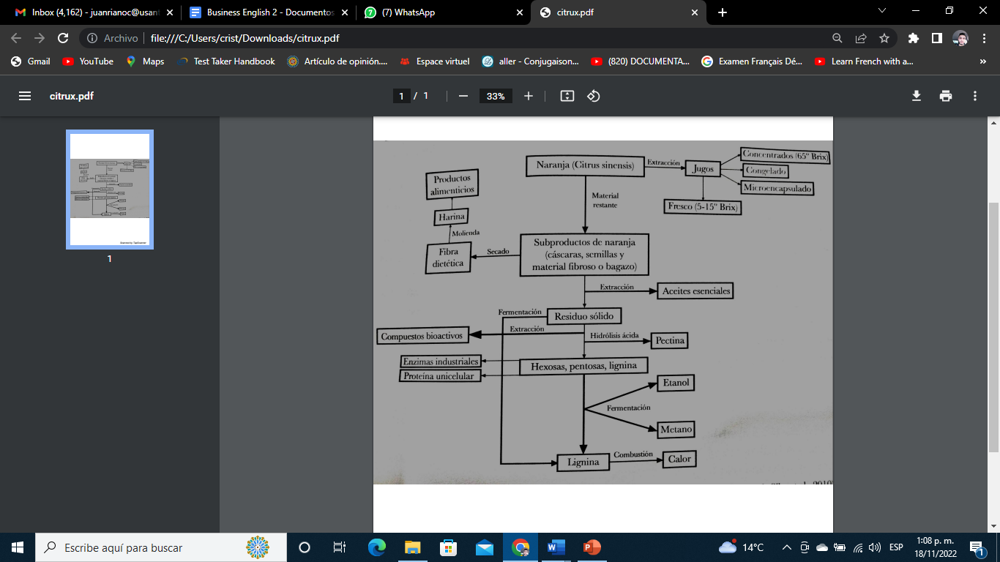 Inbox (4,162) - juanrianoc@usant
Business English 2 - Documentos
(7) WhatsApp
citrux.pdf
Archivo
file:///C:/Users/crist/Downloads/citrux.pdf
Gmail
YouTube
Maps
Test Taker Handbook
Artículo de opinión....
Espace virtuel
aller - Conjugaison...
(820) DOCUMENTA...
Examen Français Dé...
Learn French with a...
»
citrux.pdf
1 / 1
33%
1
Naranja (Citrus sinensis)
Extracción
Jugos
Concentrados (65º Brix)
Congelado
Microencapsulado
Fresco (5-15º Brix)
Productos
alimenticios
Harina
Molienda
Fibra
dietética
Material
restante
Secado
Subproductos de naranja
(cáscaras, semillas y
material fibroso o bagazo)
Extracción
Aceites esenciales
Fermentación
Residuo sólido
Extracción
Compuestos bioactivos
Hidrólisis ácida
Pectina
Enzimas industriales
Proteína unicelular
Hexosas, pentosas, lignina
Etanol
Fermentación
Metano
Lignina
Combustión
Calor
Escribe aquí para buscar
14°C
ESP
1:08 p. m.
18/11/2022
1